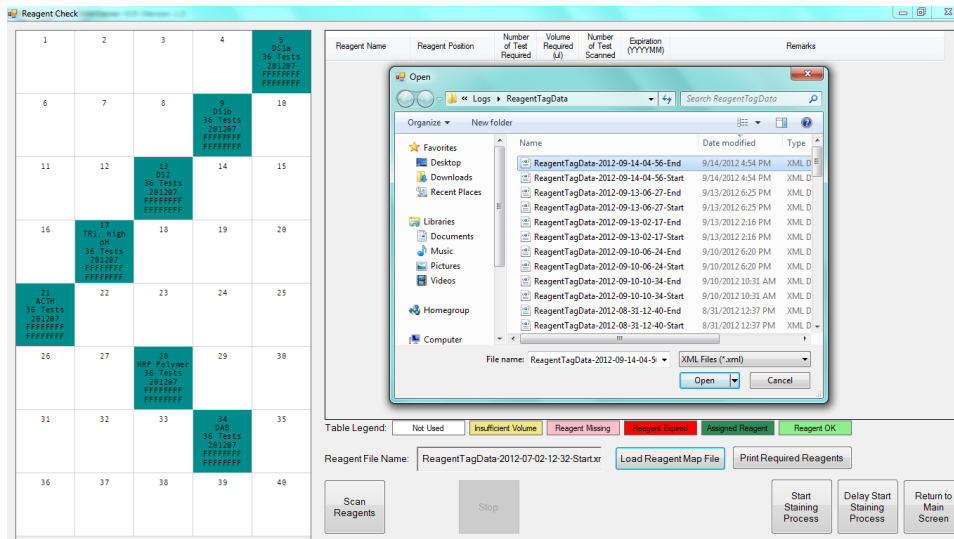 Reagent Check
1 2 3 4 5
DS1a
36 Tests
201207
FFFFFFFF
FFFFFFFF
6 7 8 9 10
DS1b
36 Tests
201207
FFFFFFFF
FFFFFFFF
11 12 13 14 15
DS2
36 Tests
201207
FFFFFFFF
FFFFFFFF
16 17 18 19 20
TR1, high
pH
36 Tests
201207
FFFFFFFF
FFFFFFFF
21 22 23 24 25
ACTH
36 Tests
201207
FFFFFFFF
FFFFFFFF
26 27 28 29 30
HRP Polymer
36 Tests
201207
FFFFFFFF
FFFFFFFF
31 32 33 34 35
DAB
36 Tests
201207
FFFFFFFF
FFFFFFFF
36 37 38 39 40
Reagent Name Reagent Position Number of Test Required Volume Required (ul) Number of Test Scanned Expiration (YYYYMM) Remarks
Open
« Logs ▸ ReagentTagData Search ReagentTagData
Organize New folder
Favorites
Desktop
Downloads
Recent Places
Libraries
Documents
Music
Pictures
Videos
Homegroup
Computer
Name Date modified Type
ReagentTagData-2012-09-14-04-56-End 9/14/2012 4:54 PM XML D
ReagentTagData-2012-09-14-04-56-Start 9/14/2012 4:54 PM XML D
ReagentTagData-2012-09-13-06-27-End 9/13/2012 6:25 PM XML D
ReagentTagData-2012-09-13-06-27-Start 9/13/2012 6:25 PM XML D
ReagentTagData-2012-09-13-02-17-End 9/13/2012 2:16 PM XML D
ReagentTagData-2012-09-13-02-17-Start 9/13/2012 2:16 PM XML D
ReagentTagData-2012-09-10-06-24-End 9/10/2012 6:20 PM XML D
ReagentTagData-2012-09-10-06-24-Start 9/10/2012 6:20 PM XML D
ReagentTagData-2012-09-10-10-34-End 9/10/2012 10:31 AM XML D
ReagentTagData-2012-09-10-10-34-Start 9/10/2012 10:31 AM XML D
ReagentTagData-2012-08-31-12-40-End 8/31/2012 12:37 PM XML D
ReagentTagData-2012-08-31-12-40-Start 8/31/2012 12:37 PM XML D
File name: ReagentTagData-2012-09-14-04-5 XML Files (*.xml)
Open Cancel
Table Legend: Not Used Insufficient Volume Reagent Missing Reagent Expired Assigned Reagent Reagent OK
Reagent File Name: ReagentTagData-2012-07-02-12-32-Start.xr Load Reagent Map File Print Required Reagents
Scan Reagents Stop Start Staining Process Delay Start Staining Process Return to Main Screen